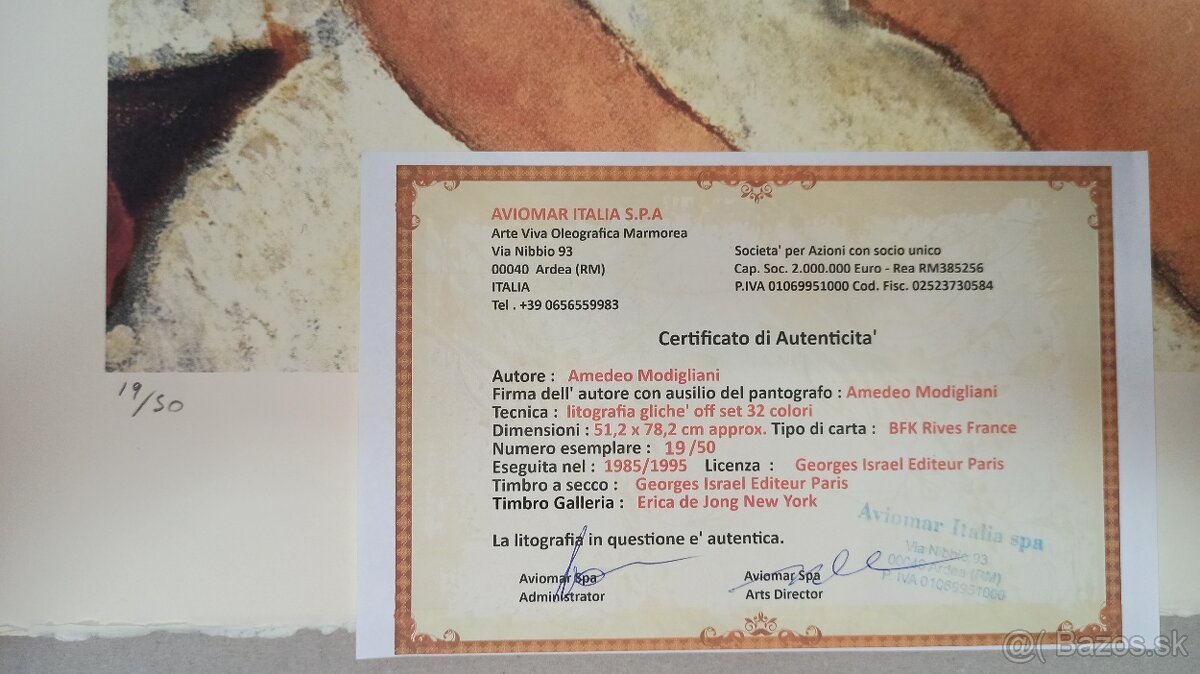 19/50
AVIOMAR ITALIA S.P.A
Arte Viva Oleografica Marmorea
Via Nibbio 93
00040 Ardea (RM)
ITALIA
Tel . +39 0656559983
Societa' per Azioni con socio unico
Cap. Soc. 2.000.000 Euro - Rea RM385256
P.IVA 01069951000 Cod. Fisc. 02523730584
Certificato di Autenticita'
Autore : Amedeo Modigliani
Firma dell' autore con ausilio del pantografo : Amedeo Modigliani
Tecnica : litografia gliche' off set 32 colori
Dimensioni : 51,2 x 78,2 cm approx. Tipo di carta : BFK Rives France
Numero esemplare : 19 /50
Eseguita nel : 1985/1995 Licenza : Georges Israel Editeur Paris
Timbro a secco : Georges Israel Editeur Paris
Timbro Galleria : Erica de Jong New York
La litografia in questione e' autentica.
Aviomar Spa
Administrator
Aviomar Spa
Arts Director
Aviomar Italia spa
Via Nibbio 93
00040 Ardea (RM)
P. IVA 01069951000
@( Bazos.sk